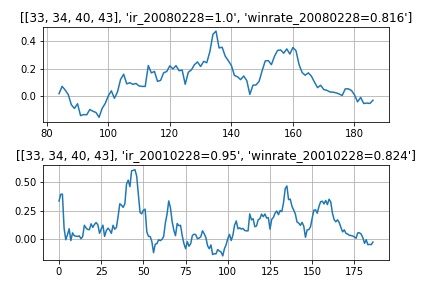 [[33, 34, 40, 43], 'ir_20080228=1.0', 'winrate_20080228=0.816']
0.4
0.2
0.0
80 100 120 140 160 180
[[33, 34, 40, 43], 'ir_20010228=0.95', 'winrate_20010228=0.824']
0.50
0.25
0.00
0 25 50 75 100 125 150 175